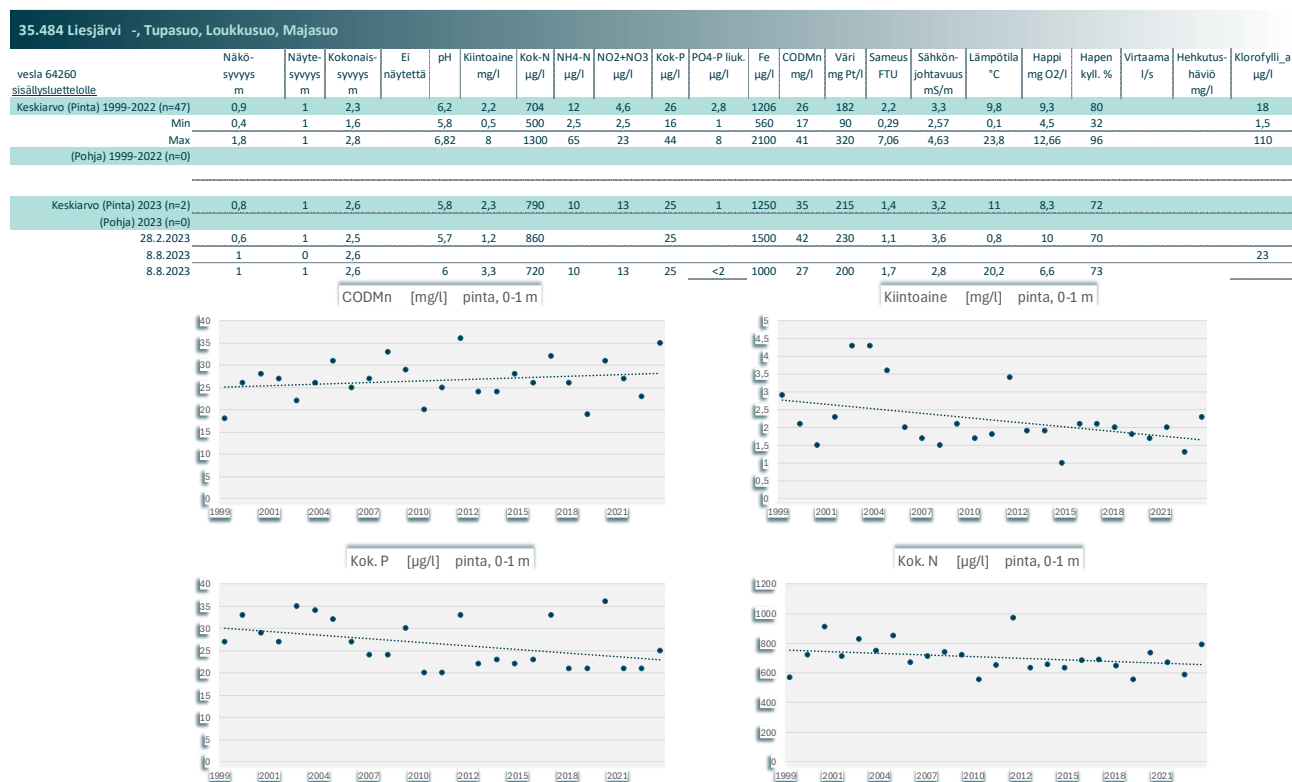 35.484 Liesjärvi -, Tupasuo, Loukkusuo, Majasuo
vesla 64260 Näkö- Näyte- Kokonais- Ei pH Kiintoaine Kok-N NH4-N NO2+NO3 Kok-P PO4-P liuk. Fe CODMn Väri Sameus Sähkön- Lämpötila Happi Hapen Virtaama Hehkutus- Klorofylli_a
syvyys syvyys syvyys näytettä mg/l µg/l µg/l µg/l µg/l µg/l µg/l mg/l mg Pt/l FTU johtavuus °C mg O2/l kyll. % l/s häviö µg/l
sisällysluettelolle m m m mS/m mg/l
Keskiarvo (Pinta) 1999-2022 (n=47) 0,9 1 2,3 6,2 2,2 704 12 4,6 26 2,8 1206 26 182 2,2 3,3 9,8 9,3 80 18
Min 0,4 1 1,6 5,8 0,5 500 2,5 2,5 16 1 560 17 90 0,29 2,57 0,1 4,5 32 1,5
Max 1,8 1 2,8 6,82 8 1300 65 23 44 8 2100 41 320 7,06 4,63 23,8 12,66 96 110
(Pohja) 1999-2022 (n=0)
Keskiarvo (Pinta) 2023 (n=2) 0,8 1 2,6 5,8 2,3 790 10 13 25 1 1250 35 215 1,4 3,2 11 8,3 72
(Pohja) 2023 (n=0)
28.2.2023 0,6 1 2,5 5,7 1,2 860 25 1500 42 230 1,1 3,6 0,8 10 70
8.8.2023 1 0 2,6 23
8.8.2023 1 1 2,6 6 3,3 720 10 13 25 <2 1000 27 200 1,7 2,8 20,2 6,6 73
CODMn [mg/l] pinta, 0-1 m
40
35
30
25
20
15
10
5
0
1999 2001 2004 2007 2010 2012 2015 2018 2021
Kiintoaine [mg/l] pinta, 0-1 m
5
4,5
4
3,5
3
2,5
2
1,5
1
0,5
0
1999 2001 2004 2007 2010 2012 2015 2018 2021
Kok. P [µg/l] pinta, 0-1 m
40
35
30
25
20
15
10
5
0
1999 2001 2004 2007 2010 2012 2015 2018 2021
Kok. N [µg/l] pinta, 0-1 m
1200
1000
800
600
400
200
0
1999 2001 2004 2007 2010 2012 2015 2018 2021